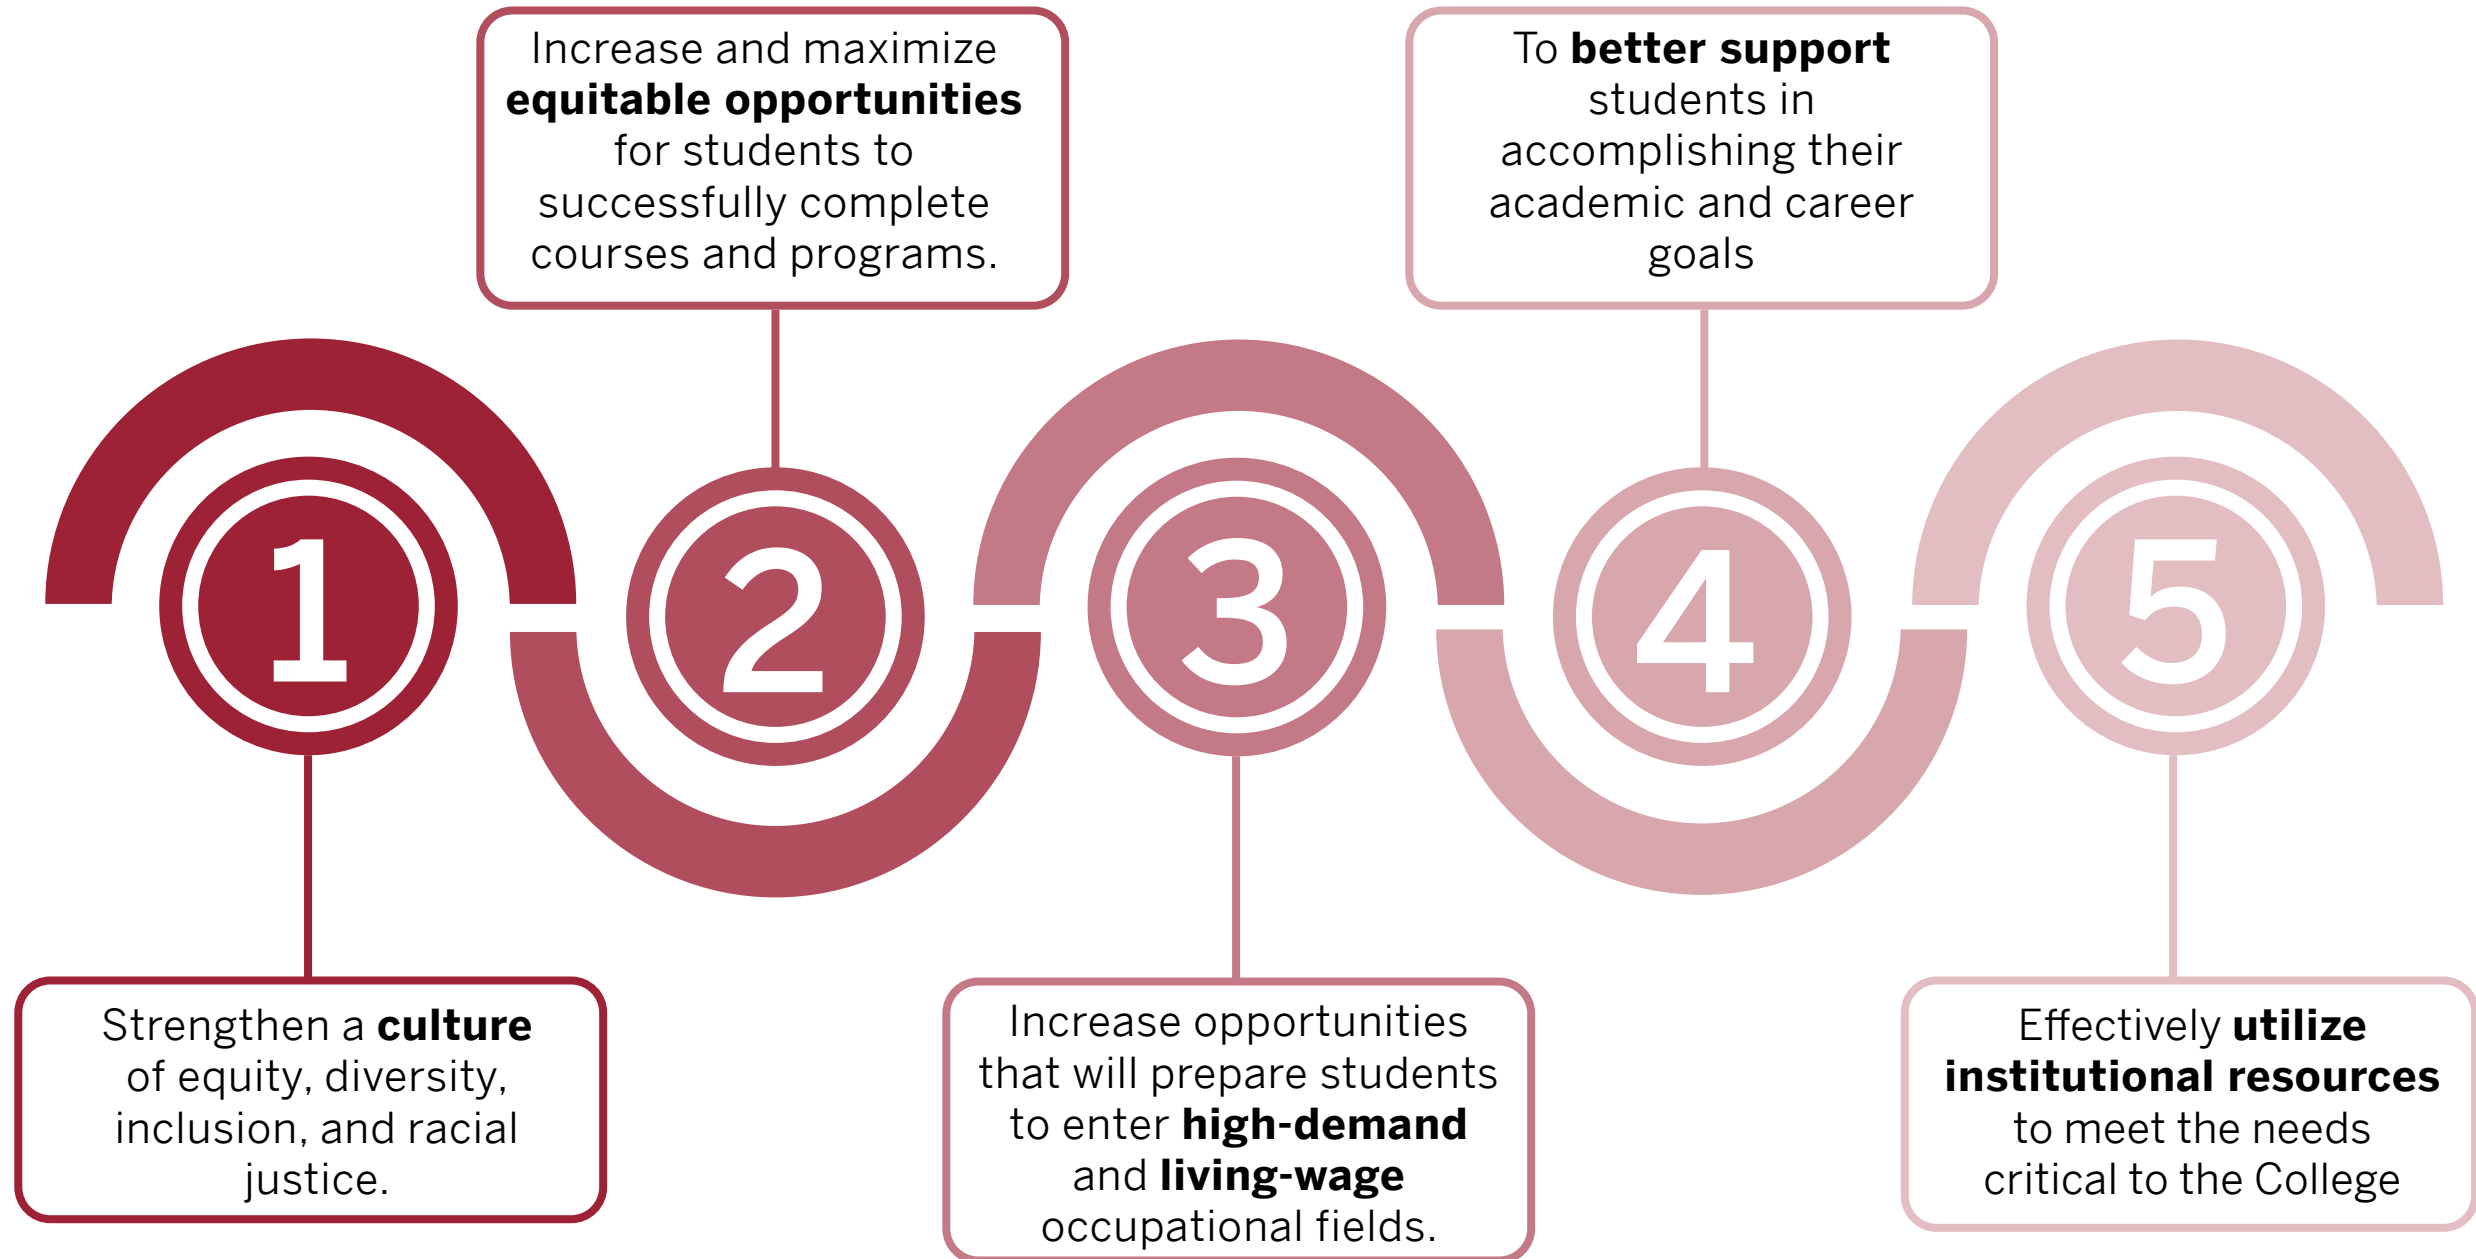 1
Strengthen a culture
of equity, diversity,
inclusion, and racial
justice.
Increase and maximize
equitable opportunities
for students to
successfully complete
courses and programs.
2
3
Increase opportunities
that will prepare students
to enter high-demand
and living-wage
occupational fields.
To better support
students in
accomplishing their
academic and career
goals
4
5
Effectively utilize
institutional resources
to meet the needs
critical to the College